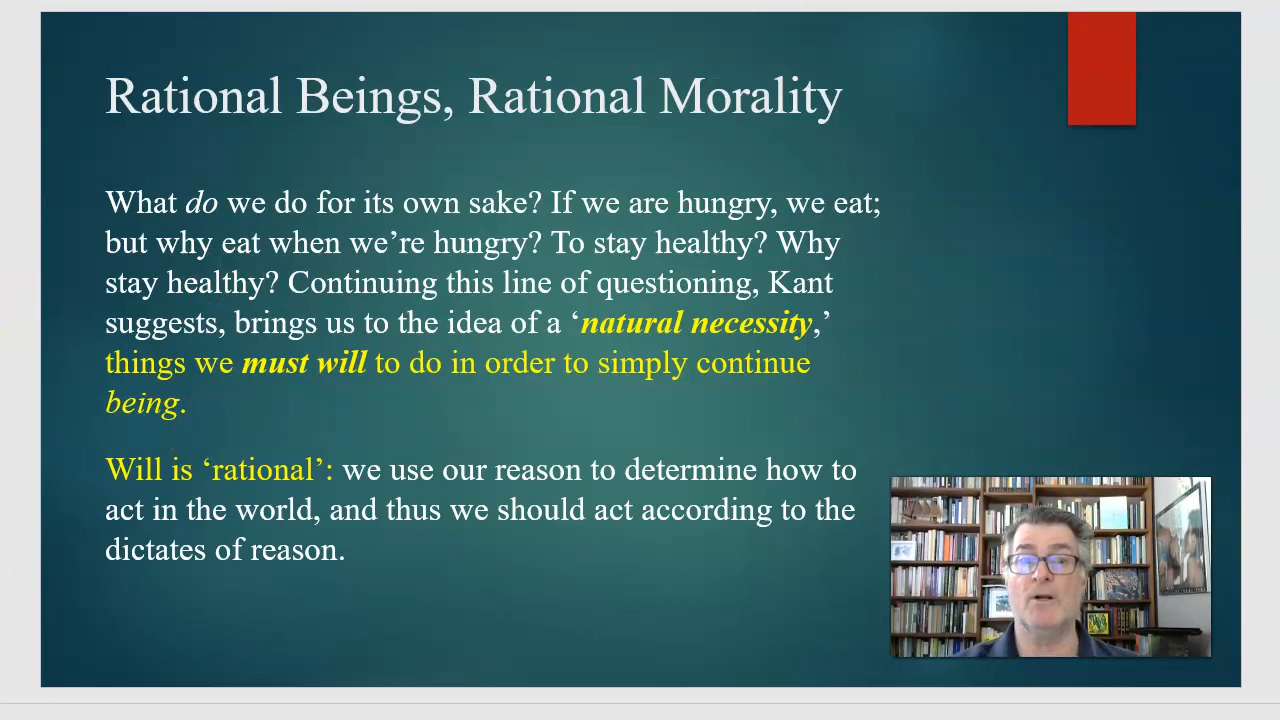 Rational Beings, Rational Morality
What do we do for its own sake? If we are hungry, we eat;
but why eat when we’re hungry? To stay healthy? Why
stay healthy? Continuing this line of questioning, Kant
suggests, brings us to the idea of a ‘natural necessity,’
things we must will to do in order to simply continue
being.
Will is ‘rational’: we use our reason to determine how to
act in the world, and thus we should act according to the
dictates of reason.